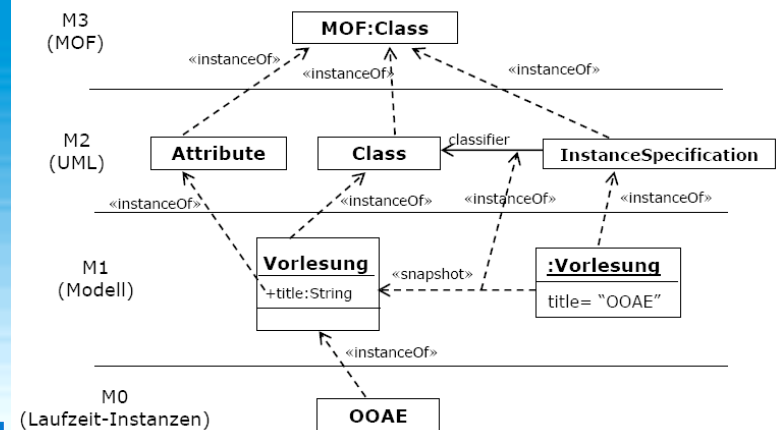 M3
(MOF)
MOF:Class
«instanceOf»
«instanceOf»
«instanceOf»
M2
(UML)
Attribute
Class
classifier
InstanceSpecification
«instanceOf»
«instanceOf»
«instanceOf»
«instanceOf»
M1
(Modell)
Vorlesung
+title:String
«snapshot»
:Vorlesung
title= “OOAE”
«instanceOf»
M0
(Laufzeit-Instanzen)
OOAE